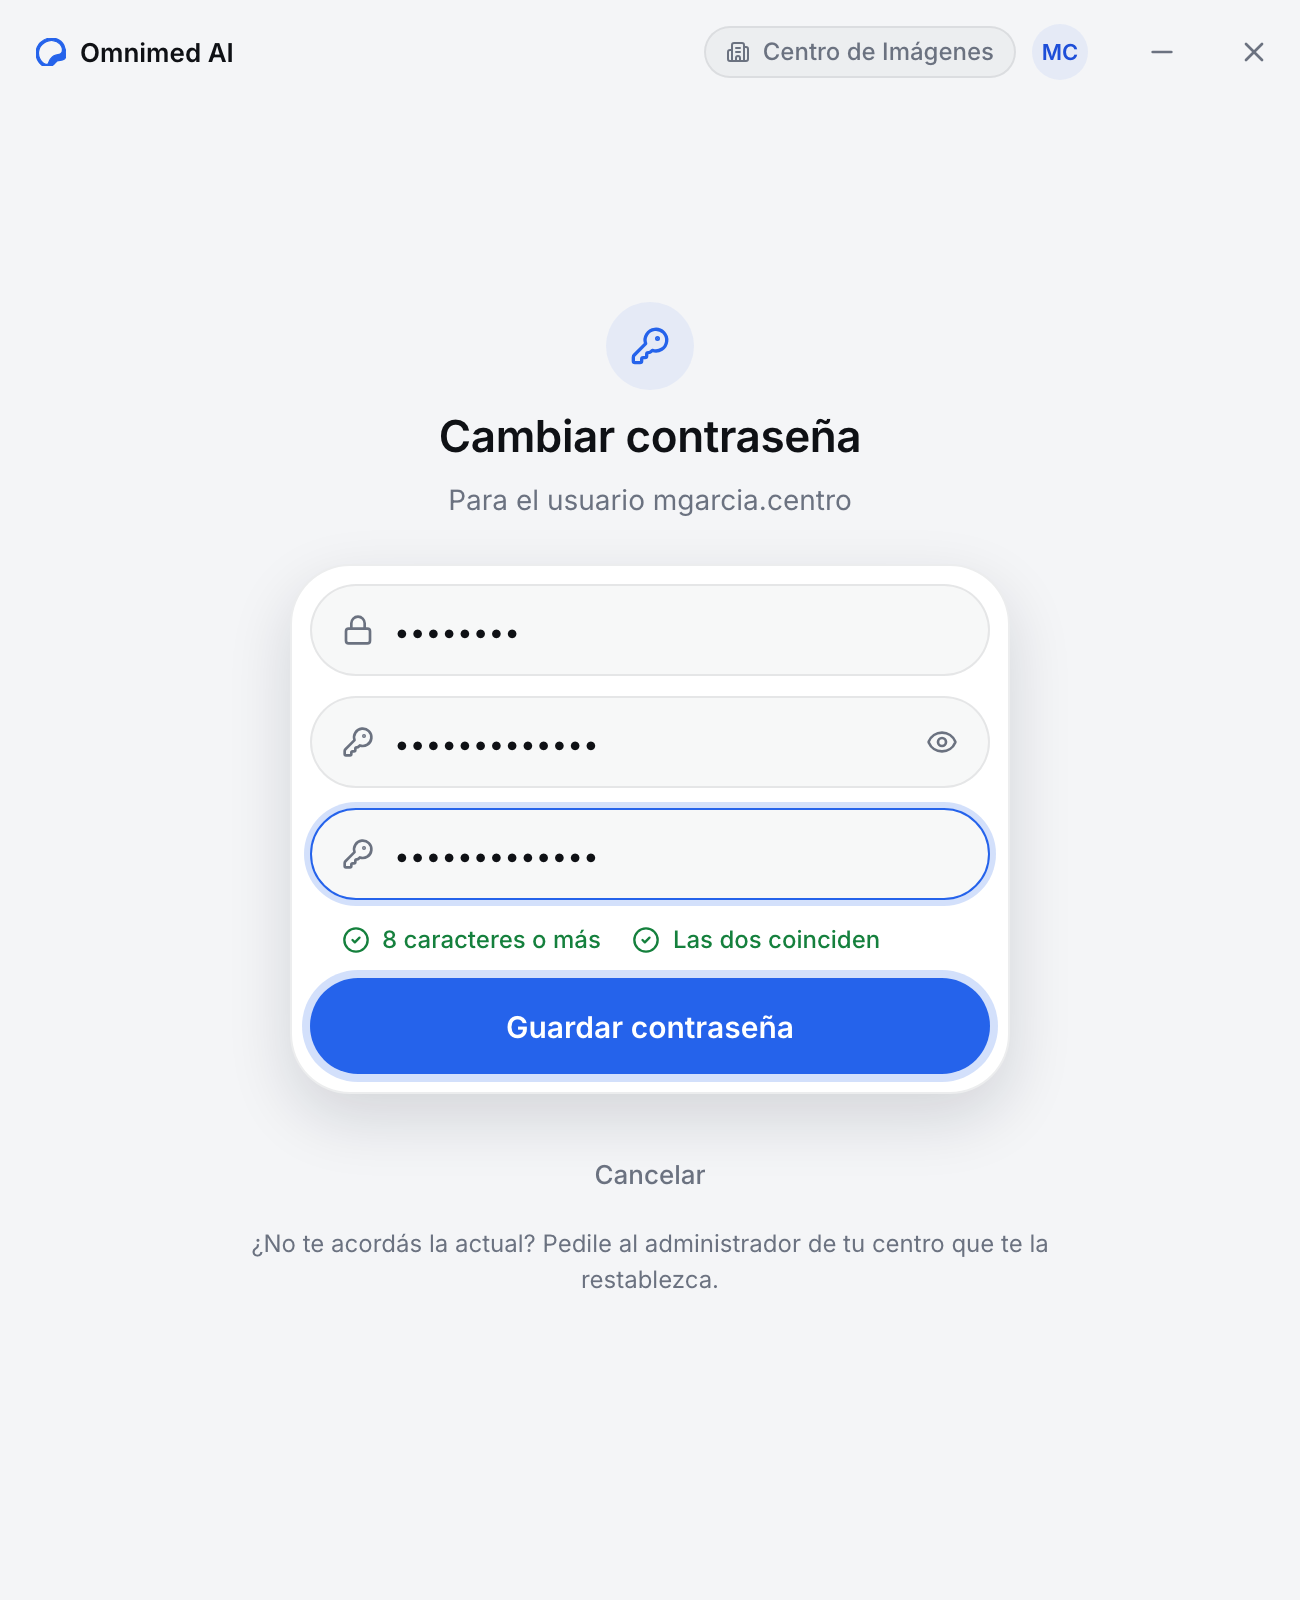 Omnimed AI
Centro de Imágenes
MC
Cambiar contraseña
Para el usuario mgarcia.centro
••••••••
•••••••••••••
•••••••••••••
8 caracteres o más
Las dos coinciden
Guardar contraseña
Cancelar
¿No te acordás la actual? Pedile al administrador de tu centro que te la
restablezca.